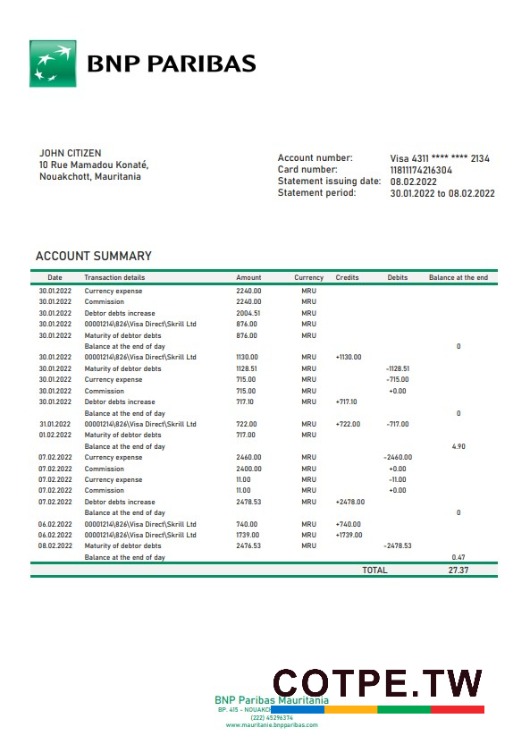 BNP PARIBAS
JOHN CITIZEN
10 Rue Mamadou Konaté,
Nouakchott, Mauritania
Account number: Visa 4311 **** **** 2134
Card number: 11811174216304
Statement issuing date: 08.02.2022
Statement period: 30.01.2022 to 08.02.2022
ACCOUNT SUMMARY
Date Transaction details Amount Currency Credits Debits Balance at the end
30.01.2022 Currency expense 2240.00 MRU
30.01.2022 Commission 2240.00 MRU
30.01.2022 Debtor debts increase 2004.51 MRU
30.01.2022 00001214\826\Visa Direct\Skrill Ltd 876.00 MRU
30.01.2022 Maturity of debtor debts 876.00 MRU
Balance at the end of day 0
30.01.2022 00001214\826\Visa Direct\Skrill Ltd 1130.00 MRU +1130.00
30.01.2022 Maturity of debtor debts 1128.51 MRU -1128.51
30.01.2022 Currency expense 715.00 MRU -715.00
30.01.2022 Commission 715.00 MRU +0.00
30.01.2022 Debtor debts increase 717.10 MRU +717.10
Balance at the end of day 0
31.01.2022 00001214\826\Visa Direct\Skrill Ltd 722.00 MRU +722.00 -717.00
01.02.2022 Maturity of debtor debts 717.00 MRU
Balance at the end of day 4.90
07.02.2022 Currency expense 2460.00 MRU -2460.00
07.02.2022 Commission 2400.00 MRU +0.00
07.02.2022 Currency expense 11.00 MRU -11.00
07.02.2022 Commission 11.00 MRU +0.00
07.02.2022 Debtor debts increase 2478.53 MRU +2478.00
Balance at the end of day 0
06.02.2022 00001214\826\Visa Direct\Skrill Ltd 740.00 MRU +740.00
06.02.2022 00001214\826\Visa Direct\Skrill Ltd 1739.00 MRU +1739.00
08.02.2022 Maturity of debtor debts 2476.53 MRU -2478.53
Balance at the end of day 0.47
TOTAL 27.37
COTPE.TW
BNP Paribas Mauritania
BP: 415 - NOUAKCH
(222) 45296374
www.mauritanie.bnpparibas.com